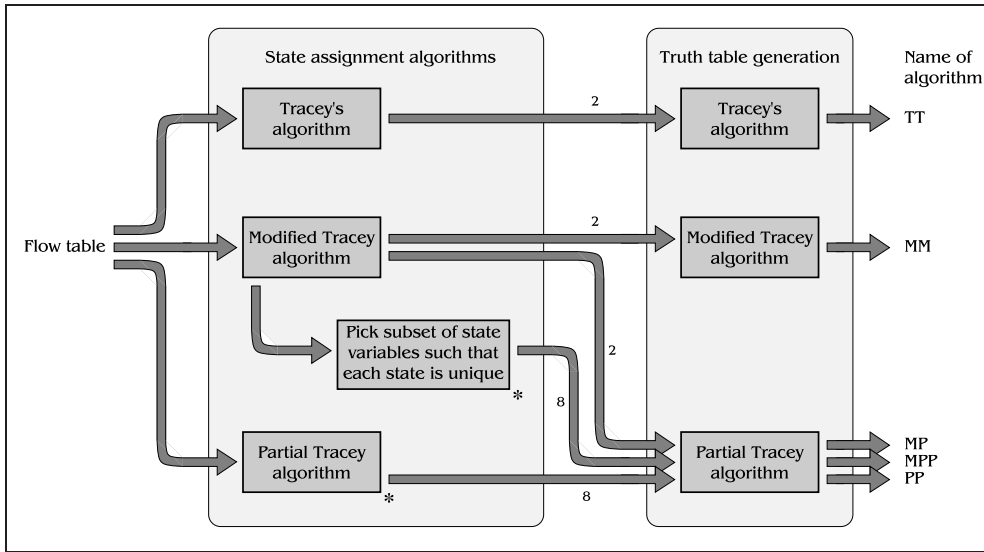 State assignment algorithms
Truth table generation
Name of
algorithm
Tracey's
algorithm
2
Tracey's
algorithm
TT
Flow table
Modified Tracey
algorithm
2
Modified Tracey
algorithm
MM
Pick subset of state
variables such that
each state is unique
*
8
2
Partial Tracey
algorithm
*
8
Partial Tracey
algorithm
MP
MPP
PP